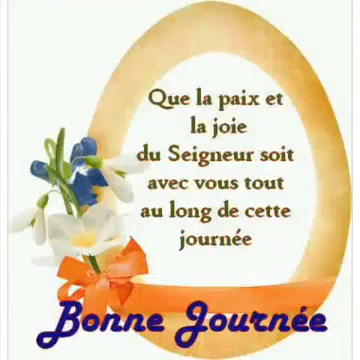 Que la paix et
la joie
du Seigneur soit
avec vous tout
au long de cette
journée
Bonne Journée